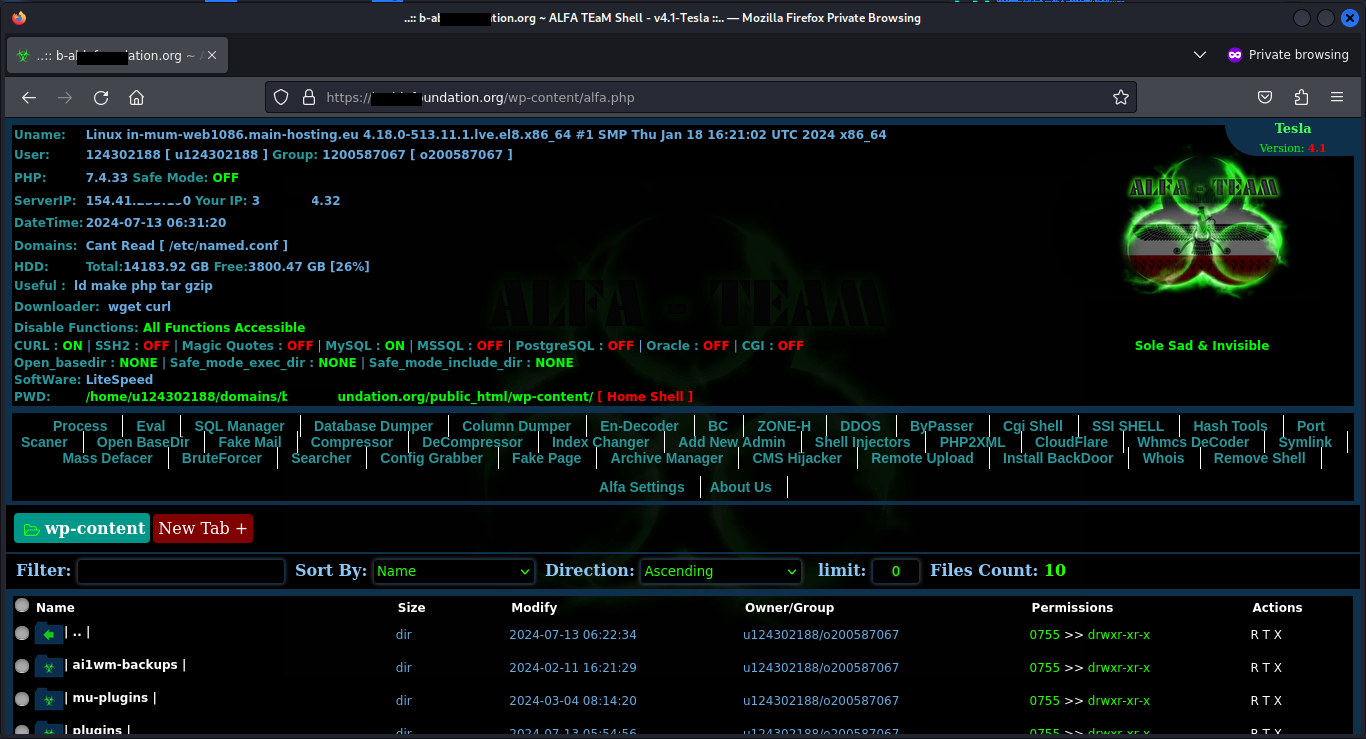 ..:: b-ab tion.org ~ ALFA TEaM Shell - v4.1-Tesla ::.. — Mozilla Firefox Private Browsing
..:: b-a ation.org ~ / Private browsing
https:// foundation.org/wp-content/alfa.php
Uname: Linux in-mum-web1086.main-hosting.eu 4.18.0-513.11.1.lve.el8.x86_64 #1 SMP Thu Jan 18 16:21:02 UTC 2024 x86_64
Tesla
Version: 4.1
User: 124302188 [ u124302188 ] Group: 1200587067 [ o200587067 ]
PHP: 7.4.33 Safe Mode: OFF
ALFA - TEAM
ServerIP: 154.41. 0 Your IP: 3 4.32
DateTime: 2024-07-13 06:31:20
Domains: Cant Read [ /etc/named.conf ]
HDD: Total:14183.92 GB Free:3800.47 GB [26%]
Useful : ld make php tar gzip
ALFA - TEAM
Downloader: wget curl
Disable Functions: All Functions Accessible
CURL : ON | SSH2 : OFF | Magic Quotes : OFF | MySQL : ON | MSSQL : OFF | PostgreSQL : OFF | Oracle : OFF | CGI : OFF
Sole Sad & Invisible
Open_basedir : NONE | Safe_mode_exec_dir : NONE | Safe_mode_include_dir : NONE
SoftWare: LiteSpeed
PWD: /home/u124302188/domains/b undation.org/public_html/wp-content/ [ Home Shell ]
Process Eval SQL Manager Database Dumper Column Dumper En-Decoder BC ZONE-H DDOS ByPasser Cgi Shell SSI SHELL Hash Tools Port
Scaner Open BaseDir Fake Mail Compressor DeCompressor Index Changer Add New Admin Shell Injectors PHP2XML CloudFlare Whmcs DeCoder Symlink
Mass Defacer BruteForcer Searcher Config Grabber Fake Page Archive Manager CMS Hijacker Remote Upload Install BackDoor Whois Remove Shell
Alfa Settings About Us
wp-content New Tab +
Filter: Sort By: Name Direction: Ascending limit: 0 Files Count: 10
Name Size Modify Owner/Group Permissions Actions
| .. | dir 2024-07-13 06:22:34 u124302188/o200587067 0755 >> drwxr-xr-x R T X
| ai1wm-backups | dir 2024-02-11 16:21:29 u124302188/o200587067 0755 >> drwxr-xr-x R T X
| mu-plugins | dir 2024-03-04 08:14:20 u124302188/o200587067 0755 >> drwxr-xr-x R T X
| plugins | dir 2024-07-13 05:54:56 u124302188/o200587067 0755 >> drwxr-xr-x R T X